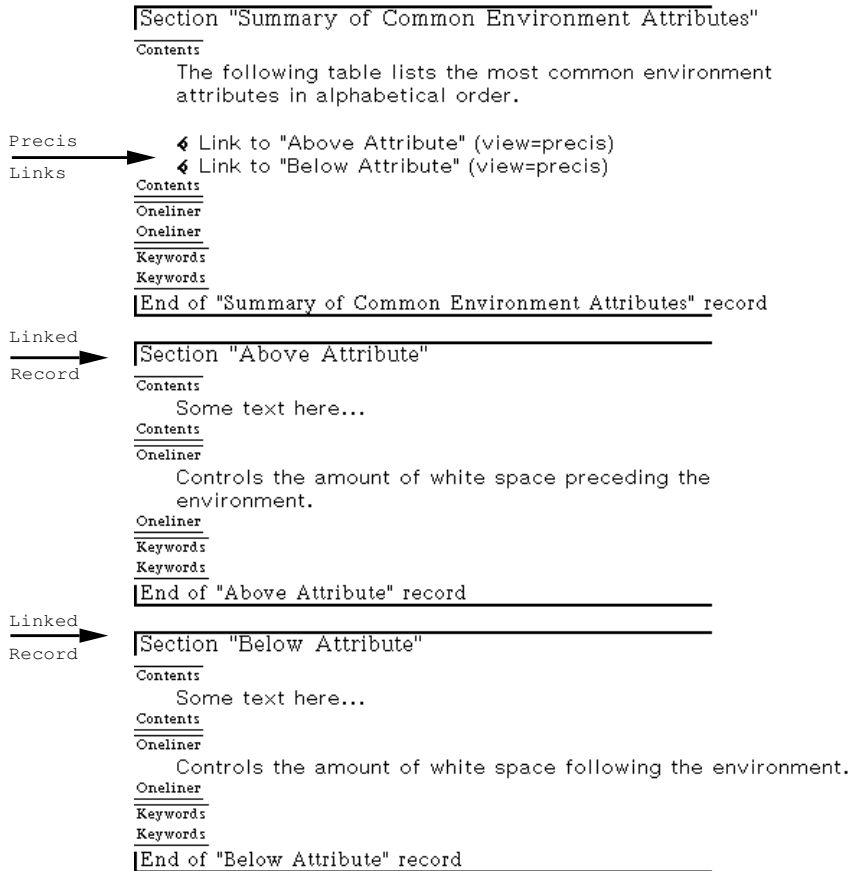 Section "Summary of Common Environment Attributes"
Contents
The following table lists the most common environment
attributes in alphabetical order.
Precis
Links
Link to "Above Attribute" (view=precis)
Link to "Below Attribute" (view=precis)
Contents
Oneliner
Oneliner
Keywords
Keywords
End of "Summary of Common Environment Attributes" record
Linked
Record
Section "Above Attribute"
Contents
Some text here...
Contents
Oneliner
Controls the amount of white space preceding the
environment.
Oneliner
Keywords
Keywords
End of "Above Attribute" record
Linked
Record
Section "Below Attribute"
Contents
Some text here...
Contents
Oneliner
Controls the amount of white space following the environment.
Oneliner
Keywords
Keywords
End of "Below Attribute" record